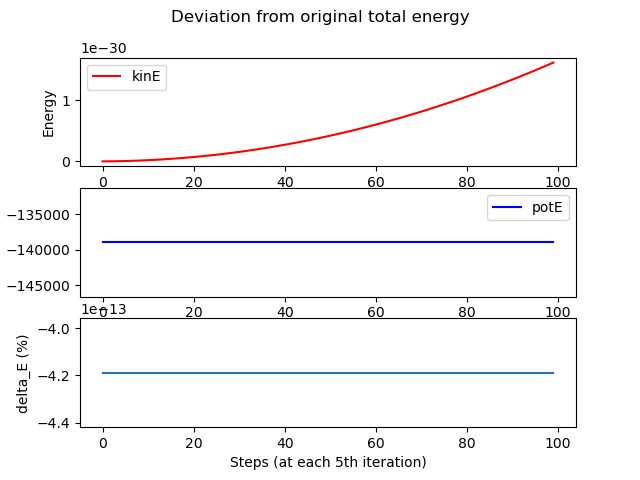 Deviation from original total energy
1e−30
kinE
Energy
1
0
0 20 40 60 80 100
potE
−135000
−140000
−145000
0 20 40 60 80 100
1e−13
delta_E (%)
−4.0
−4.2
−4.4
0 20 40 60 80 100
Steps (at each 5th iteration)